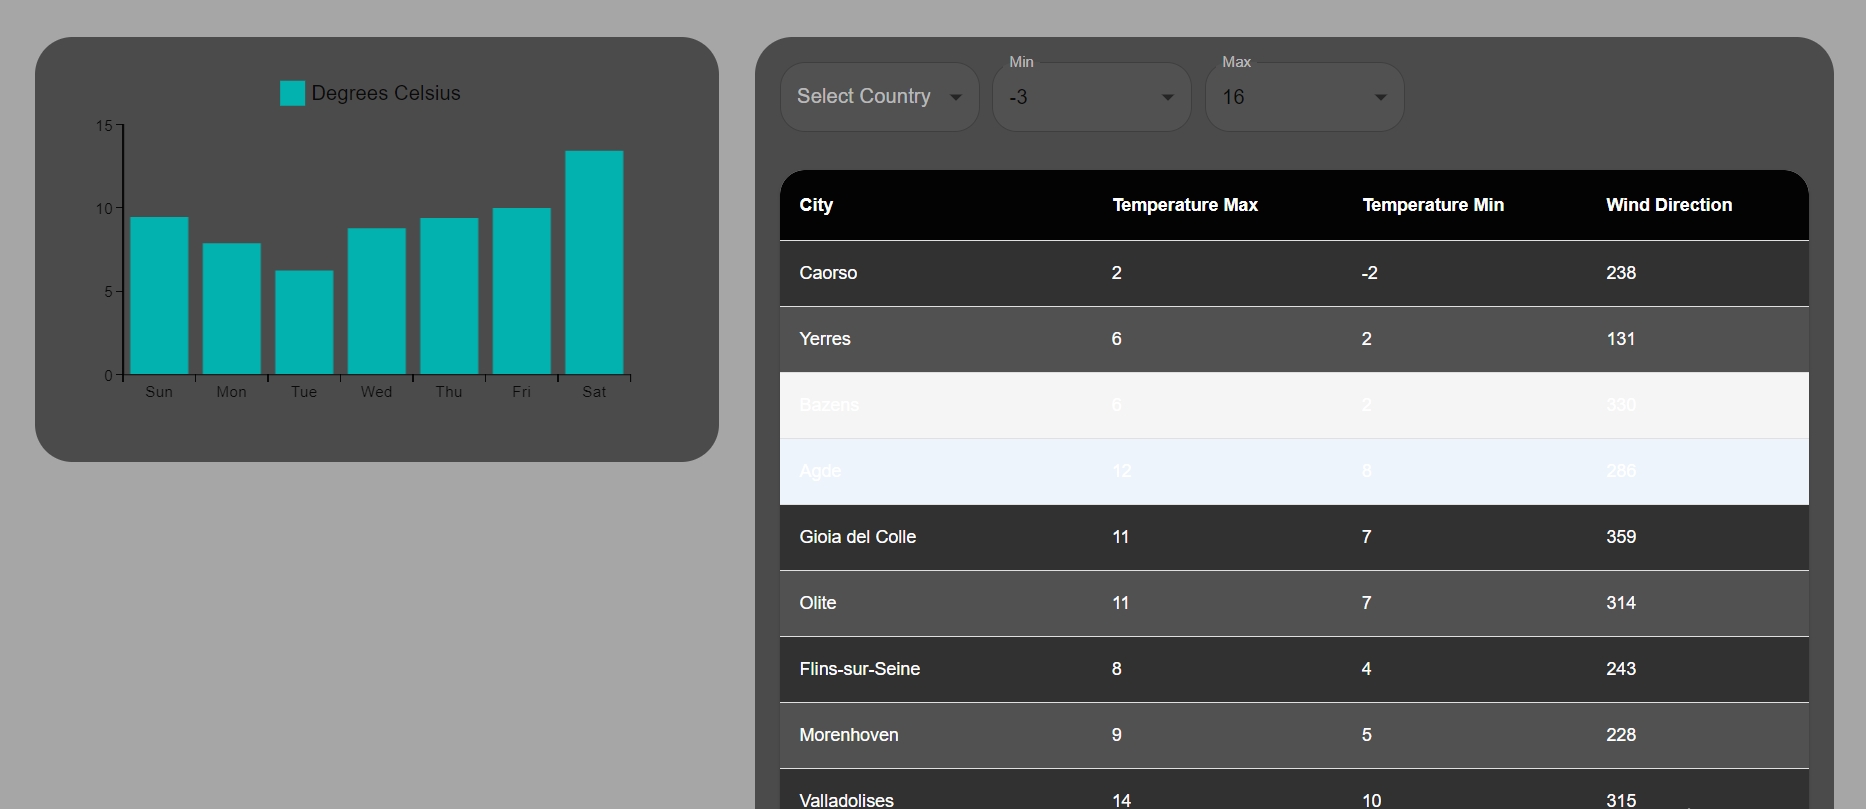 Degrees Celsius
15
10
5
0
Sun Mon Tue Wed Thu Fri Sat
Min Max
Select Country -3 16
City Temperature Max Temperature Min Wind Direction
Caorso 2 -2 238
Yerres 6 2 131
Bazens 6 2 330
Agde 12 8 286
Gioia del Colle 11 7 359
Olite 11 7 314
Flins-sur-Seine 8 4 243
Morenhoven 9 5 228
Valladolises 14 10 315